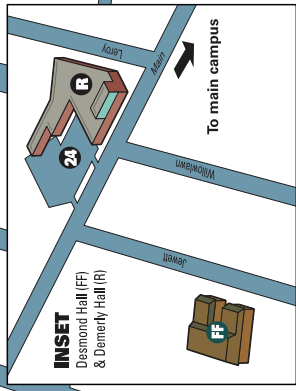 Leroy
Main
To main campus
R
24
Willowlawn
Jewett
INSET
Desmond Hall (FF)
& Demerly Hall (R)
FF